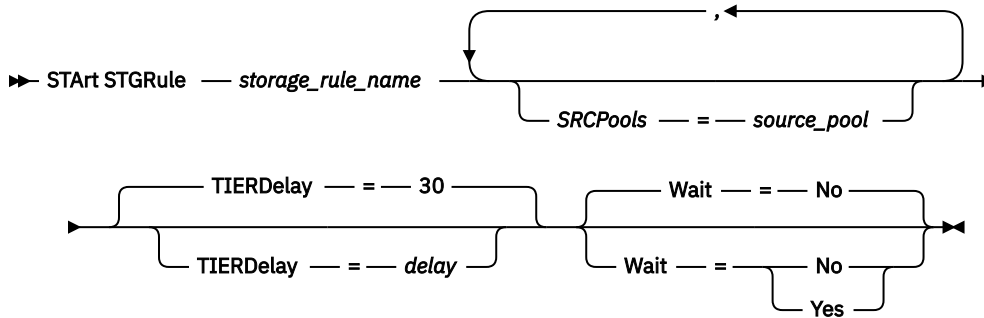 ,
STArt STGRule storage_rule_name
SRCPools = source_pool
TIERDelay = 30 Wait = No
TIERDelay = delay Wait = No
Yes